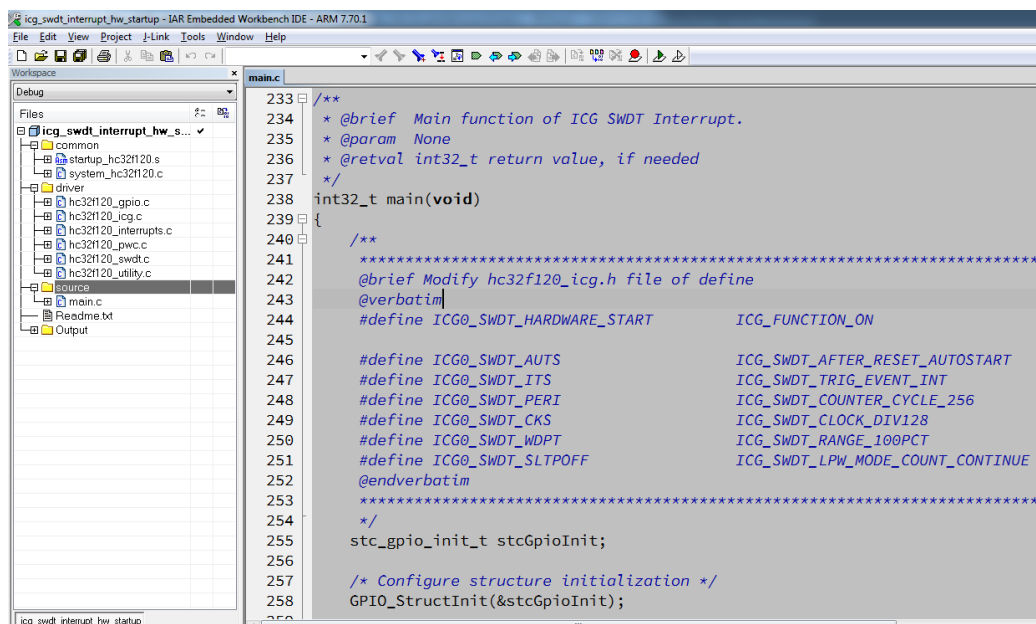 icg_swdt_interrupt_hw_startup - IAR Embedded Workbench IDE - ARM 7.70.1
File Edit View Project J-Link Tools Window Help
Workspace
Debug
Files
icg_swdt_interrupt_hw_s...
common
startup_hc32f120.s
system_hc32f120.c
driver
hc32f120_gpio.c
hc32f120_icg.c
hc32f120_interrupts.c
hc32f120_pwc.c
hc32f120_swdt.c
hc32f120_utility.c
source
main.c
Readme.txt
Output
icg_swdt_interrupt_hw_startup
main.c
233 /**
234 * @brief Main function of ICG SWDT Interrupt.
235 * @param None
236 * @retval int32_t return value, if needed
237 */
238 int32_t main(void)
239 {
240 /**
241 *************************************************************************
242 @brief Modify hc32f120_icg.h file of define
243 @verbatim
244 #define ICG0_SWDT_HARDWARE_START ICG_FUNCTION_ON
245
246 #define ICG0_SWDT_AUTS ICG_SWDT_AFTER_RESET_AUTOSTART
247 #define ICG0_SWDT_ITS ICG_SWDT_TRIG_EVENT_INT
248 #define ICG0_SWDT_PERI ICG_SWDT_COUNTER_CYCLE_256
249 #define ICG0_SWDT_CKS ICG_SWDT_CLOCK_DIV128
250 #define ICG0_SWDT_WDPT ICG_SWDT_RANGE_100PCT
251 #define ICG0_SWDT_SLTPOFF ICG_SWDT_LPW_MODE_COUNT_CONTINUE
252 @endverbatim
253 *************************************************************************
254 */
255 stc_gpio_init_t stcGpioInit;
256
257 /* Configure structure initialization */
258 GPIO_StructInit(&stcGpioInit);